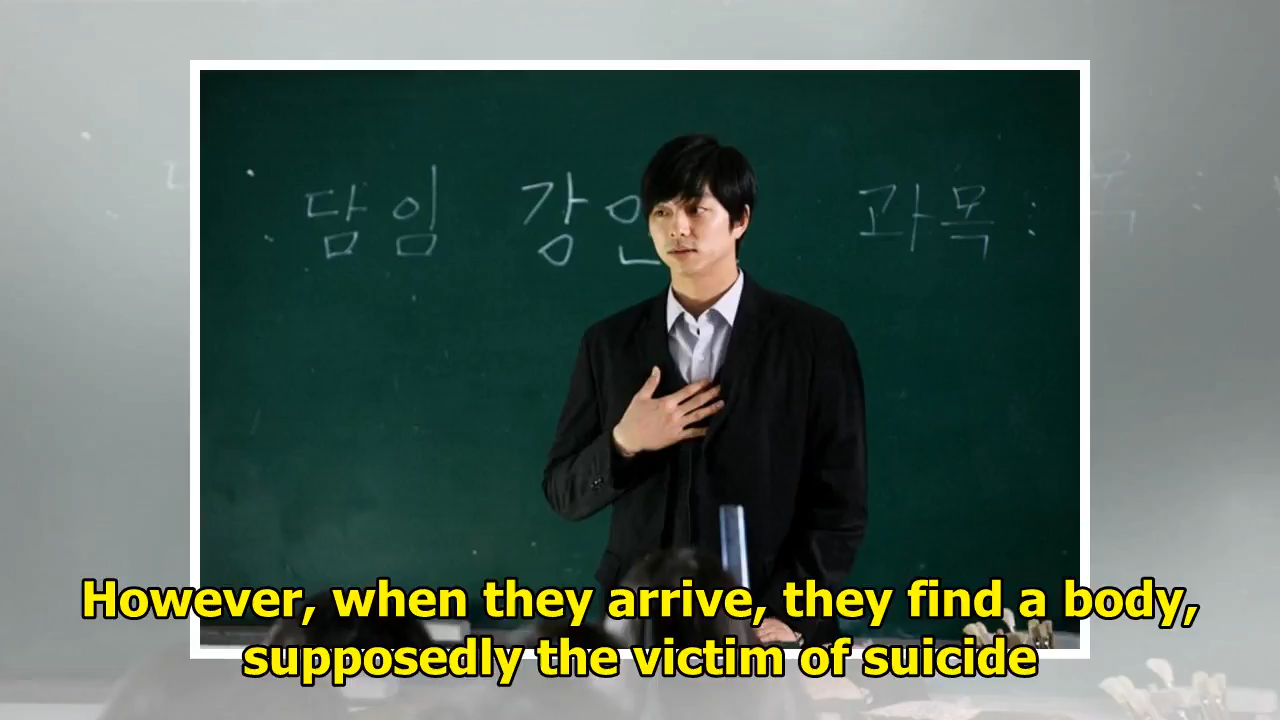 담임 강인 과목 :
However, when they arrive, they find a body,
supposedly the victim of suicide